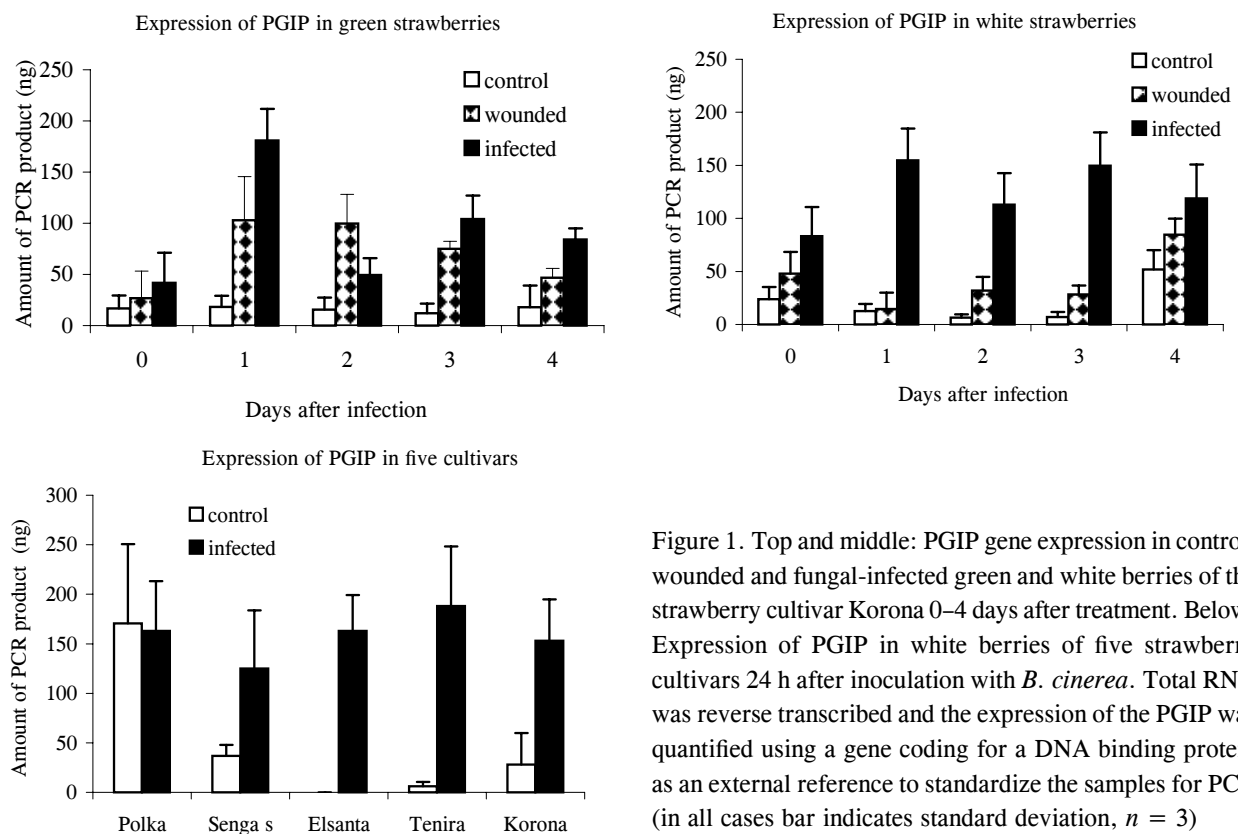 Expression of PGIP in green strawberries
Amount of PCR product (ng)
250
200
150
100
50
0
control
wounded
infected
0 1 2 3 4
Days after infection
Expression of PGIP in white strawberries
Amount of PCR product (ng)
250
200
150
100
50
0
control
wounded
infected
0 1 2 3 4
Days after infection
Expression of PGIP in five cultivars
Amount of PCR product (ng)
300
250
200
150
100
50
0
control
infected
Polka Senga s Elsanta Tenira Korona
Figure 1. Top and middle: PGIP gene expression in control
wounded and fungal-infected green and white berries of th
strawberry cultivar Korona 0–4 days after treatment. Below
Expression of PGIP in white berries of five strawberr
cultivars 24 h after inoculation with B. cinerea. Total RN
was reverse transcribed and the expression of the PGIP wa
quantified using a gene coding for a DNA binding prote
as an external reference to standardize the samples for PC
(in all cases bar indicates standard deviation, n = 3)